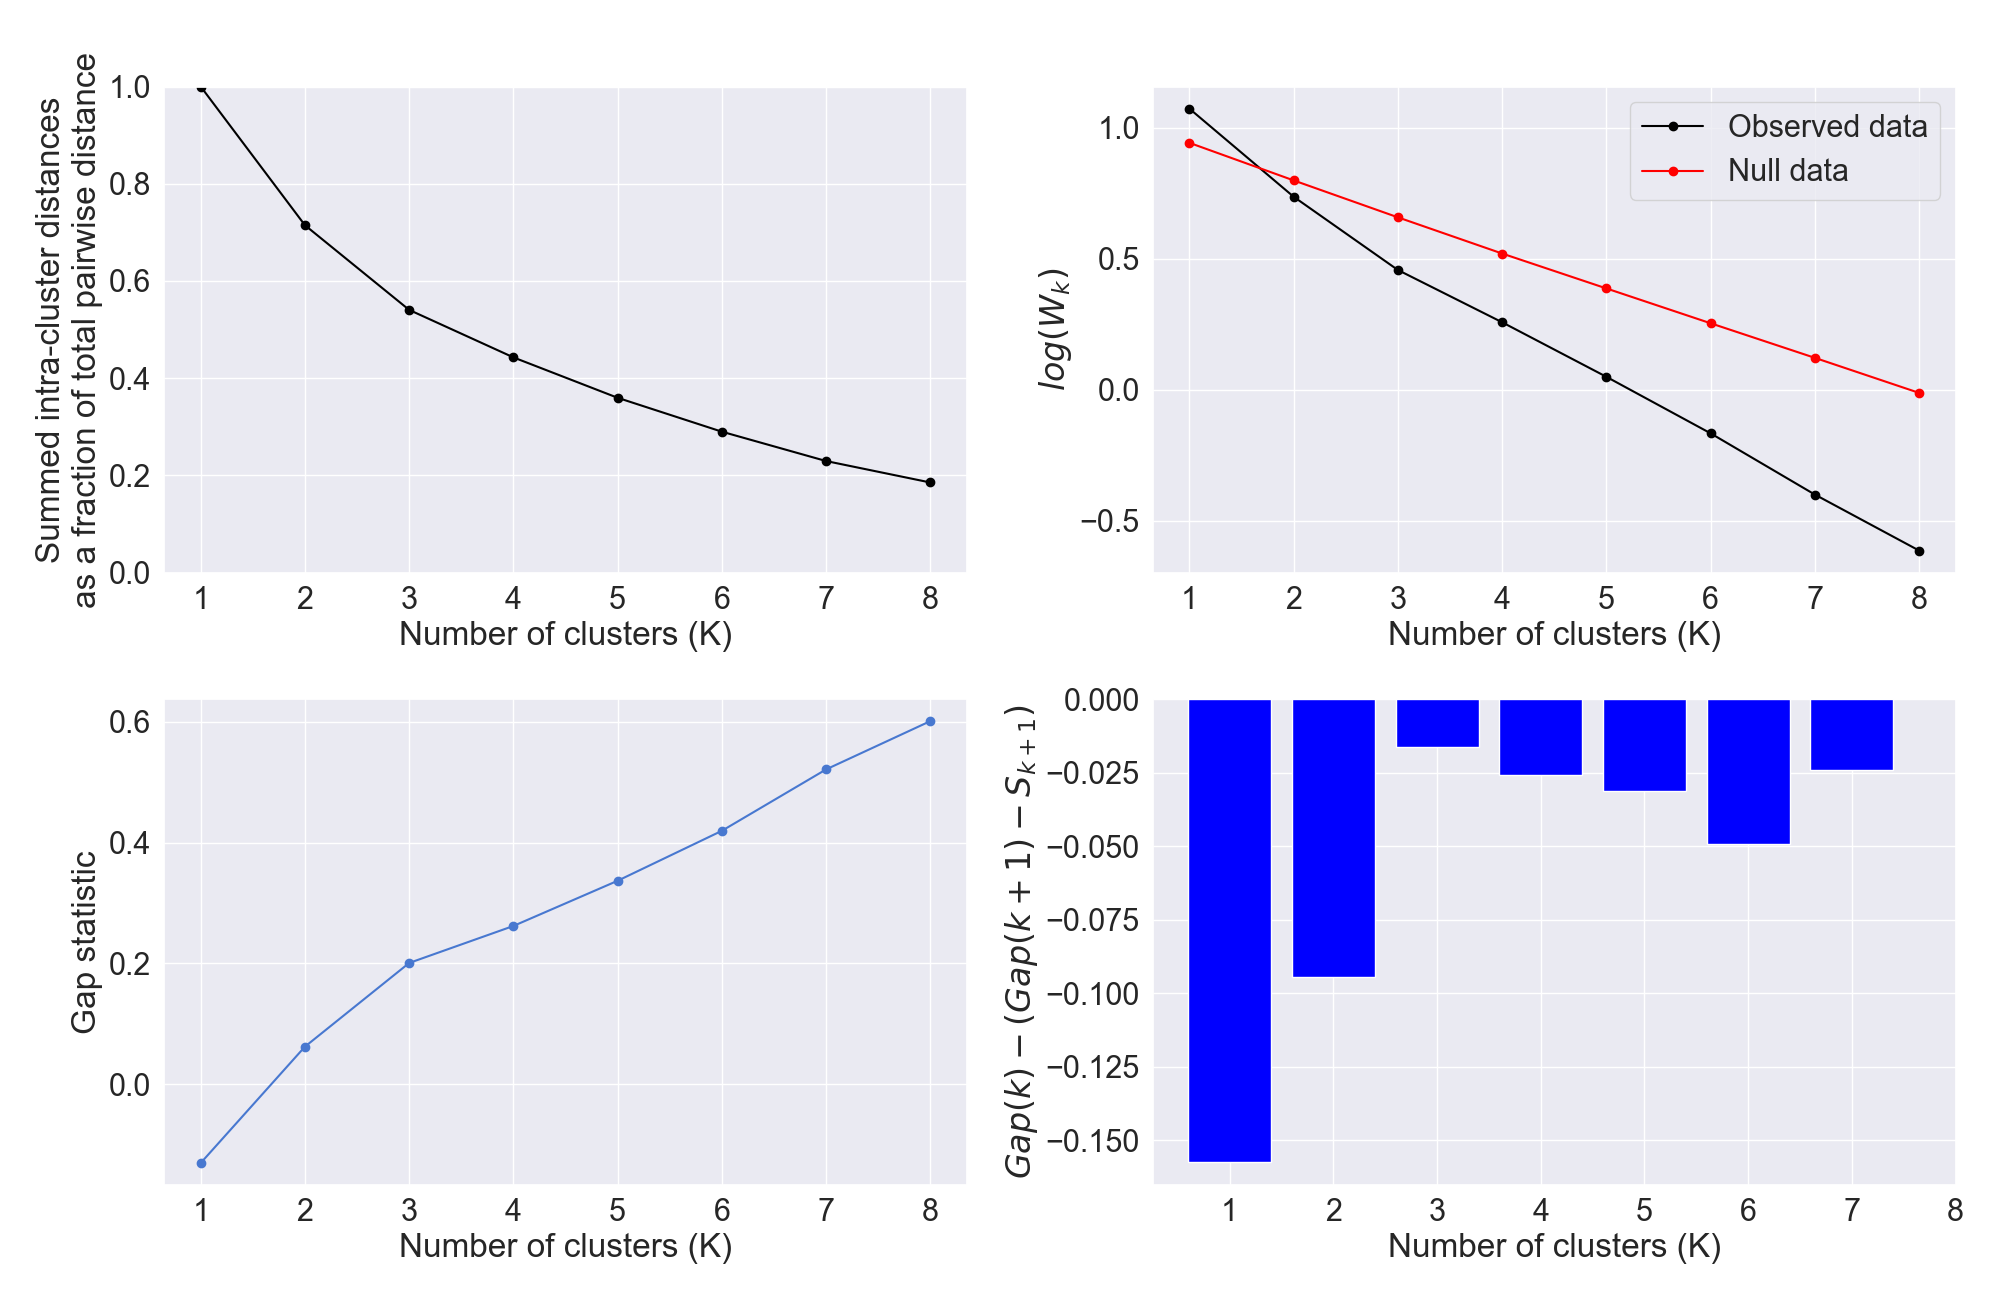 Summed intra-cluster distances
as a fraction of total pairwise distance
1.0
0.8
0.6
0.4
0.2
0.0
1 2 3 4 5 6 7 8
Number of clusters (K)
log(W_k)
1.0
0.5
0.0
−0.5
Observed data
Null data
1 2 3 4 5 6 7 8
Number of clusters (K)
Gap statistic
0.6
0.4
0.2
0.0
1 2 3 4 5 6 7 8
Number of clusters (K)
Gap(k) − (Gap(k + 1) − S_{k + 1})
0.000
−0.025
−0.050
−0.075
−0.100
−0.125
−0.150
1 2 3 4 5 6 7 8
Number of clusters (K)